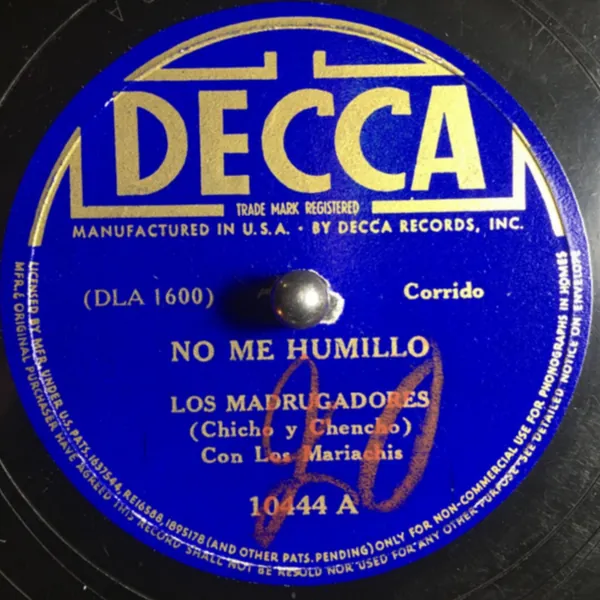 DECCA
TRADE MARK REGISTERED
MANUFACTURED IN U.S.A. · BY DECCA RECORDS, INC.
(DLA 1600)
Corrido
NO ME HUMILLO
LOS MADRUGADORES
(Chicho y Chencho)
Con Los Mariachis
10444 A
20
LICENSED BY MFR. UNDER U.S. PATS. 1637544, RE16588, 1895178 (AND OTHER PATS. PENDING) ONLY FOR NON-COMMERCIAL USE FOR PHONOGRAPHS IN HOMES
MFR. & ORIGINAL PURCHASER HAVE AGREED THIS RECORD SHALL NOT BE RESOLD NOR USED FOR ANY OTHER PURPOSE SEE DETAILED NOTICE ON ENVELOPE